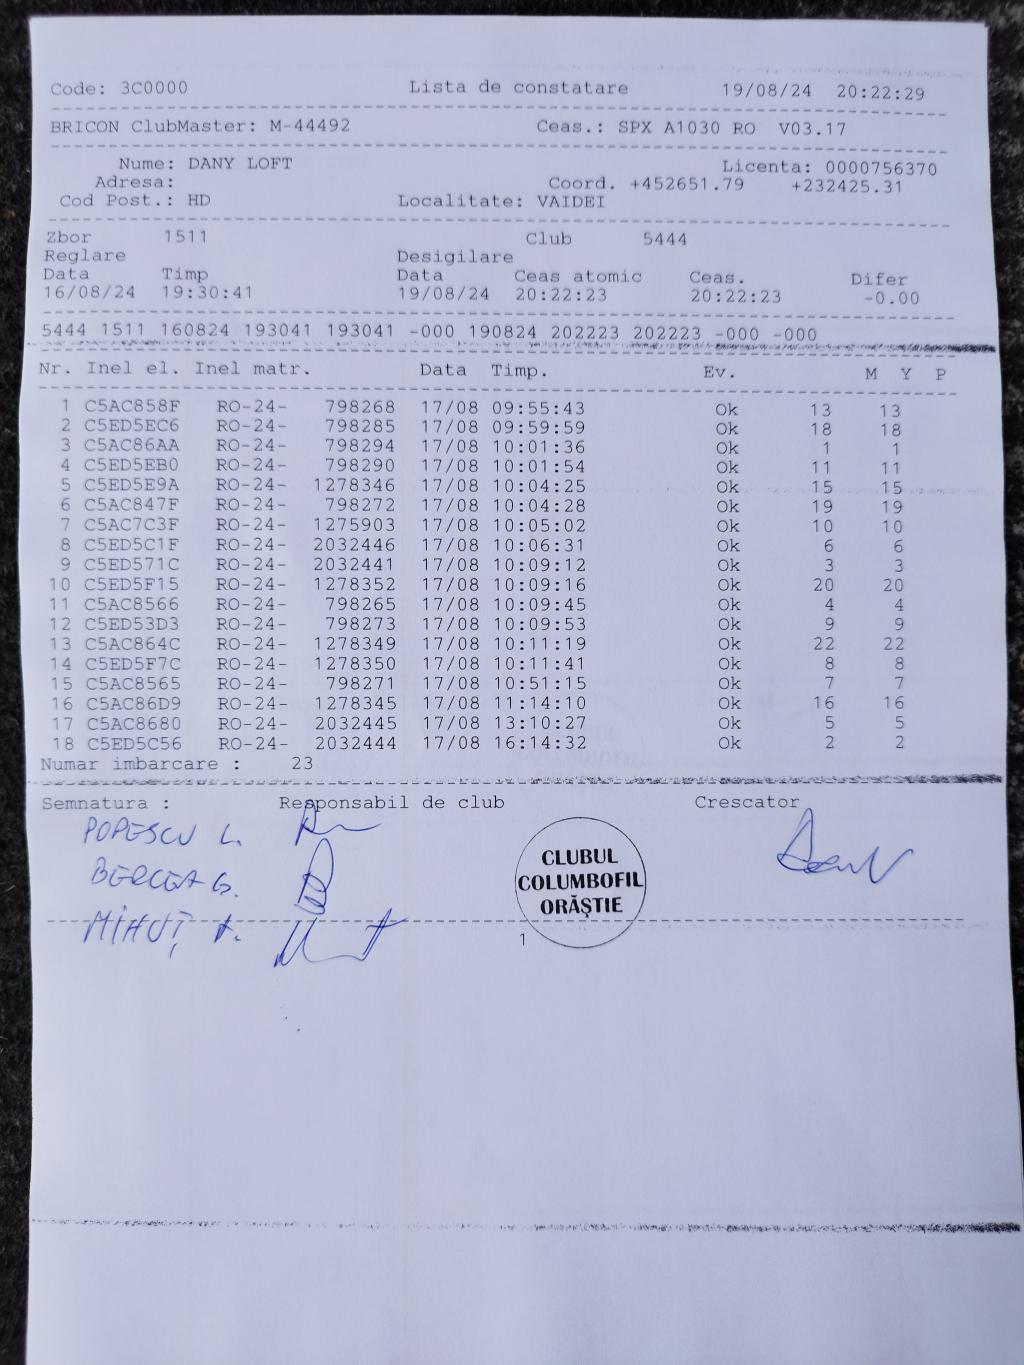 Code: 3C0000 Lista de constatare 19/08/24 20:22:29
BRICON ClubMaster: M-44492 Ceas.: SPX A1030 RO V03.17
Nume: DANY LOFT Licenta: 0000756370
Adresa: Coord. +452651.79 +232425.31
Cod Post.: HD Localitate: VAIDEI
Zbor 1511 Club 5444
Reglare Desigilare
Data Timp Data Ceas atomic Ceas. Difer
16/08/24 19:30:41 19/08/24 20:22:23 20:22:23 -0.00
5444 1511 160824 193041 193041 -000 190824 202223 202223 -000 -000
Nr. Inel el. Inel matr. Data Timp. Ev. M Y P
1 C5AC858F RO-24- 798268 17/08 09:55:43 Ok 13 13
2 C5ED5EC6 RO-24- 798285 17/08 09:59:59 Ok 18 18
3 C5AC86AA RO-24- 798294 17/08 10:01:36 Ok 1 1
4 C5ED5EB0 RO-24- 798290 17/08 10:01:54 Ok 11 11
5 C5ED5E9A RO-24- 1278346 17/08 10:04:25 Ok 15 15
6 C5AC847F RO-24- 798272 17/08 10:04:28 Ok 19 19
7 C5AC7C3F RO-24- 1275903 17/08 10:05:02 Ok 10 10
8 C5ED5C1F RO-24- 2032446 17/08 10:06:31 Ok 6 6
9 C5ED571C RO-24- 2032441 17/08 10:09:12 Ok 3 3
10 C5ED5F15 RO-24- 1278352 17/08 10:09:16 Ok 20 20
11 C5AC8566 RO-24- 798265 17/08 10:09:45 Ok 4 4
12 C5ED53D3 RO-24- 798273 17/08 10:09:53 Ok 9 9
13 C5AC864C RO-24- 1278349 17/08 10:11:19 Ok 22 22
14 C5ED5F7C RO-24- 1278350 17/08 10:11:41 Ok 8 8
15 C5AC8565 RO-24- 798271 17/08 10:51:15 Ok 7 7
16 C5AC86D9 RO-24- 1278345 17/08 11:14:10 Ok 16 16
17 C5AC8680 RO-24- 2032445 17/08 13:10:27 Ok 5 5
18 C5ED5C56 RO-24- 2032444 17/08 16:14:32 Ok 2 2
Numar imbarcare : 23
Semnatura : Responsabil de club Crescator
POPESCU L.
BERCEA G.
MIHUȚ A.
CLUBUL
COLUMBOFIL
ORĂȘTIE
1